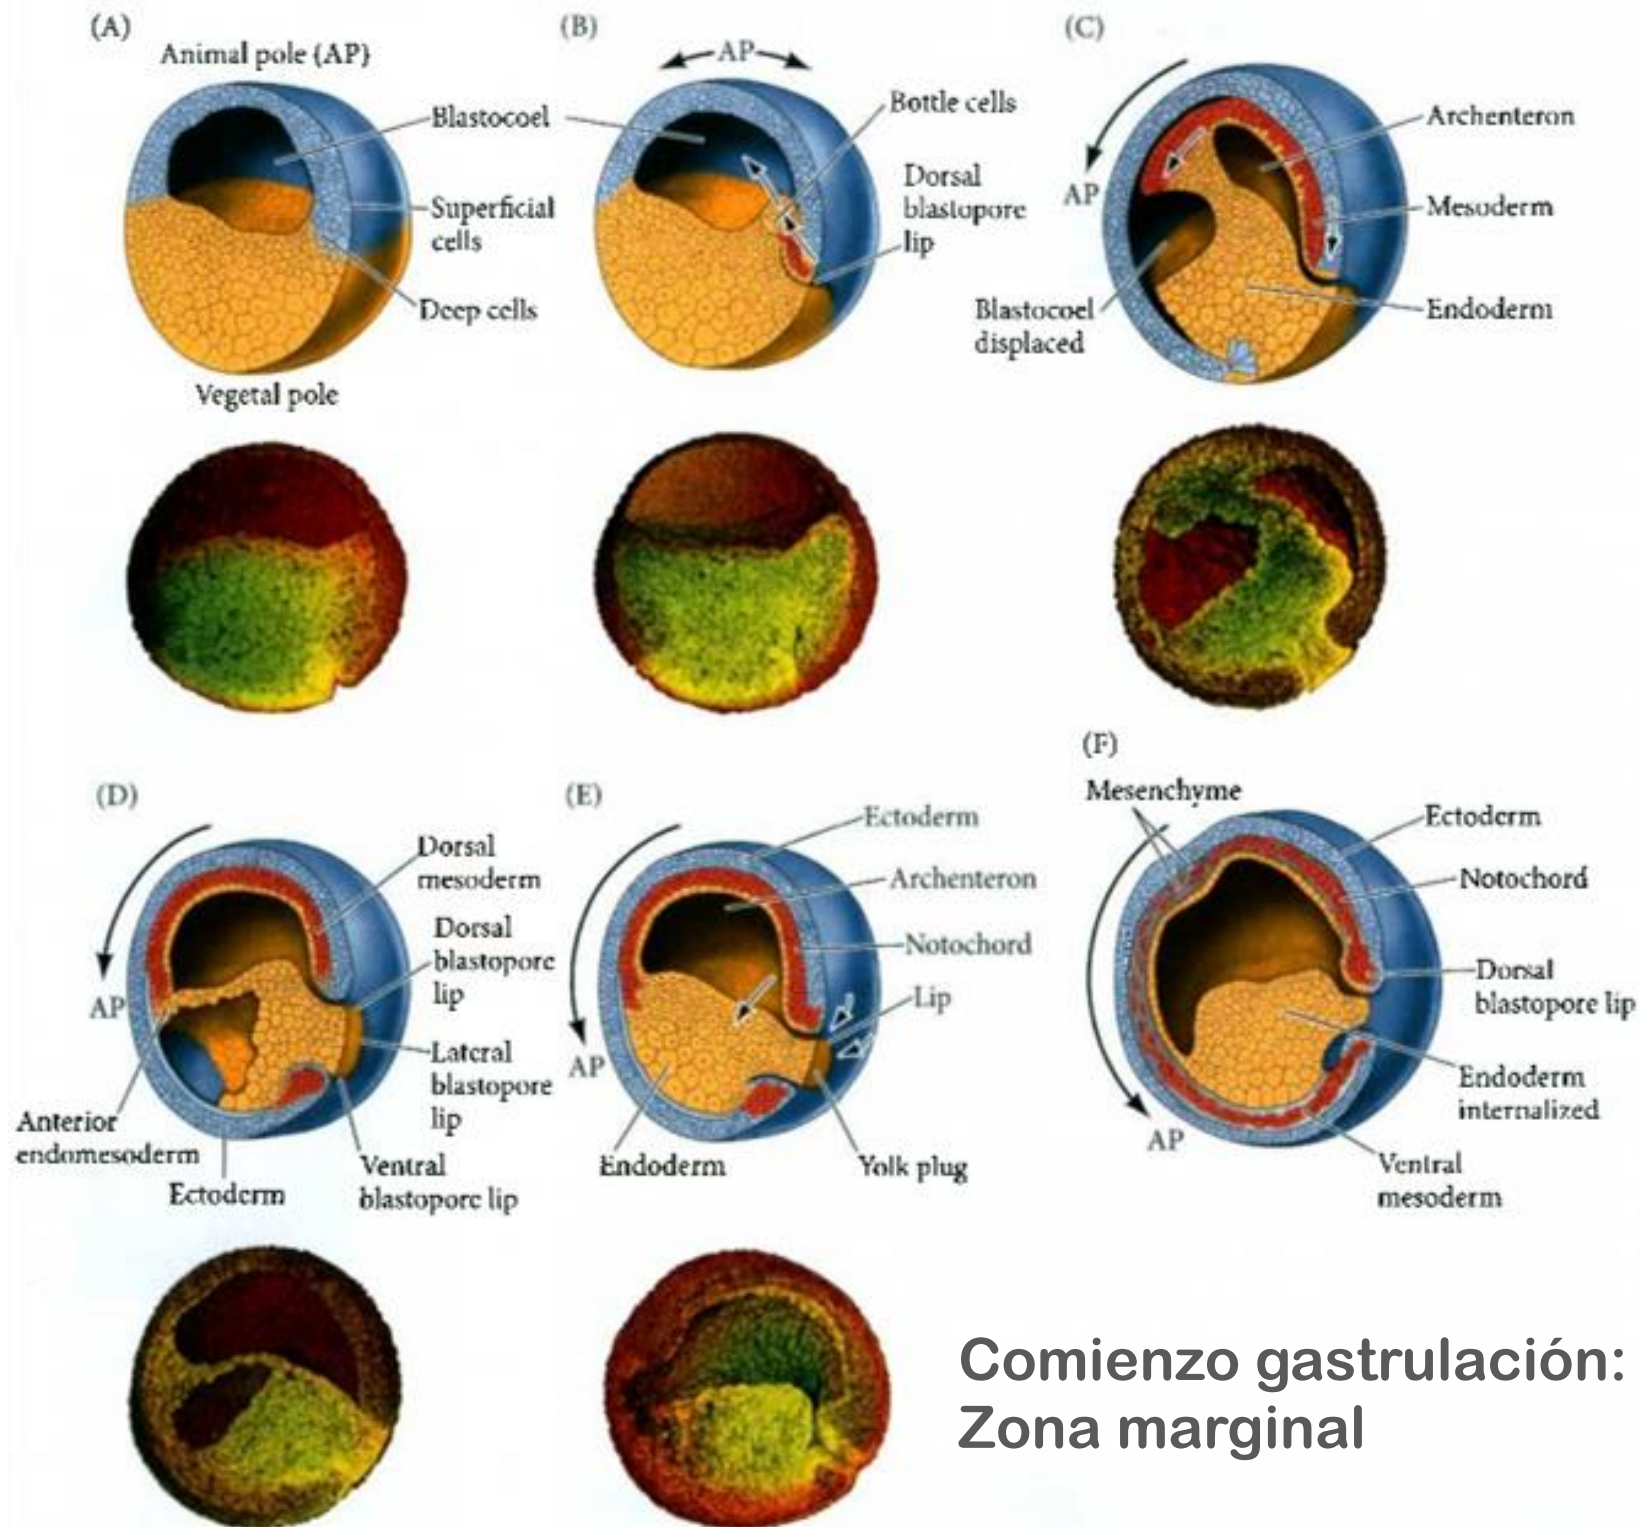 (A)
Animal pole (AP)
Blastocoel
Superficial
cells
Deep cells
Vegetal pole
(B)
AP
Bottle cells
Dorsal
blastopore
lip
(C)
AP
Archenteron
Mesoderm
Blastocoel
displaced
Endoderm
(D)
Dorsal
mesoderm
Dorsal
blastopore
lip
AP
Lateral
blastopore
lip
Anterior
endomesoderm
Ectoderm
Ventral
blastopore lip
(E)
Ectoderm
Archenteron
Notochord
Lip
AP
Endoderm
Yolk plug
(F)
Mesenchyme
Ectoderm
Notochord
Dorsal
blastopore lip
Endoderm
internalized
AP
Ventral
mesoderm
Comienzo gastrulación:
Zona marginal